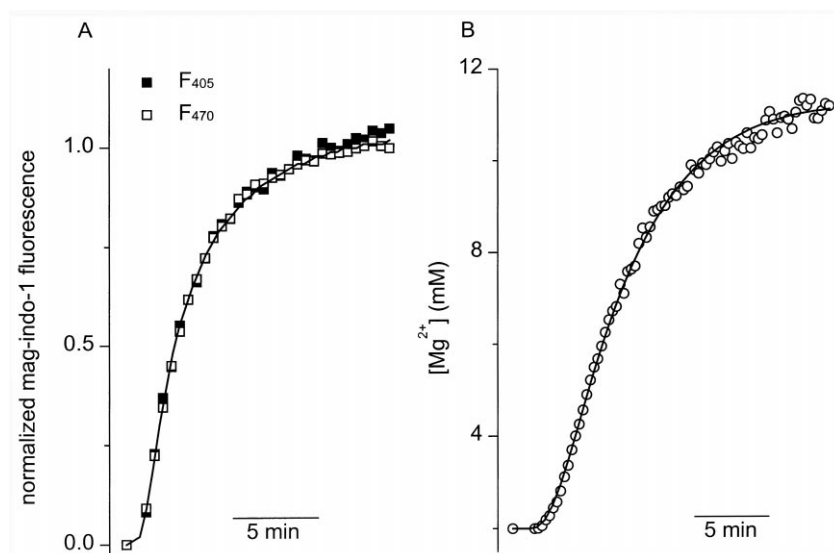 A
F₄₀₅
F₄₇₀
1.0
0.5
0.0
normalized mag-indo-1 fluorescence
5 min
B
12
8
4
[Mg²⁺] (mM)
5 min